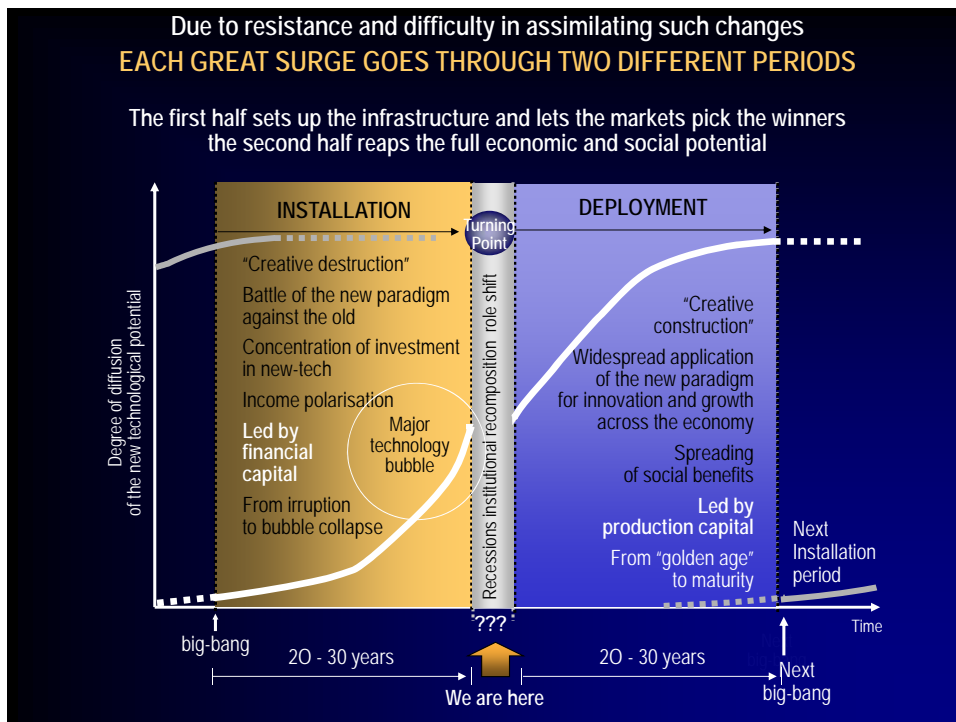 Due to resistance and difficulty in assimilating such changes
EACH GREAT SURGE GOES THROUGH TWO DIFFERENT PERIODS
The first half sets up the infrastructure and lets the markets pick the winners
the second half reaps the full economic and social potential
Degree of diffusion
of the new technological potential
INSTALLATION
“Creative destruction”
Battle of the new paradigm
against the old
Concentration of investment
in new-tech
Income polarisation
Led by
financial
capital
Major
technology
bubble
From irruption
to bubble collapse
Turning
Point
Recessions institutional recomposition role shift
DEPLOYMENT
“Creative
construction”
Widespread application
of the new paradigm
for innovation and growth
across the economy
Spreading
of social benefits
Led by
production capital
From “golden age”
to maturity
Next
Installation
period
Time
big-bang
???
2O - 30 years
2O - 30 years
We are here
Next
big-bang